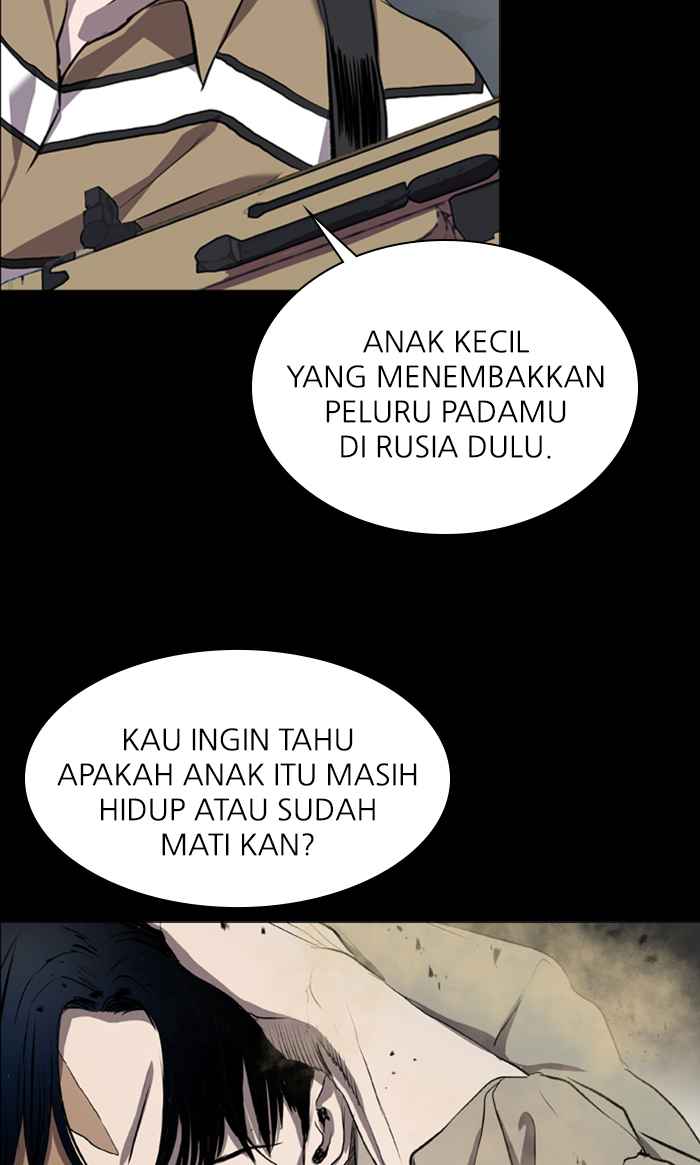 ANAK KECIL
YANG MENEMBAKKAN
PELURU PADAMU
DI RUSIA DULU.
KAU INGIN TAHU
APAKAH ANAK ITU MASIH
HIDUP ATAU SUDAH
MATI KAN?